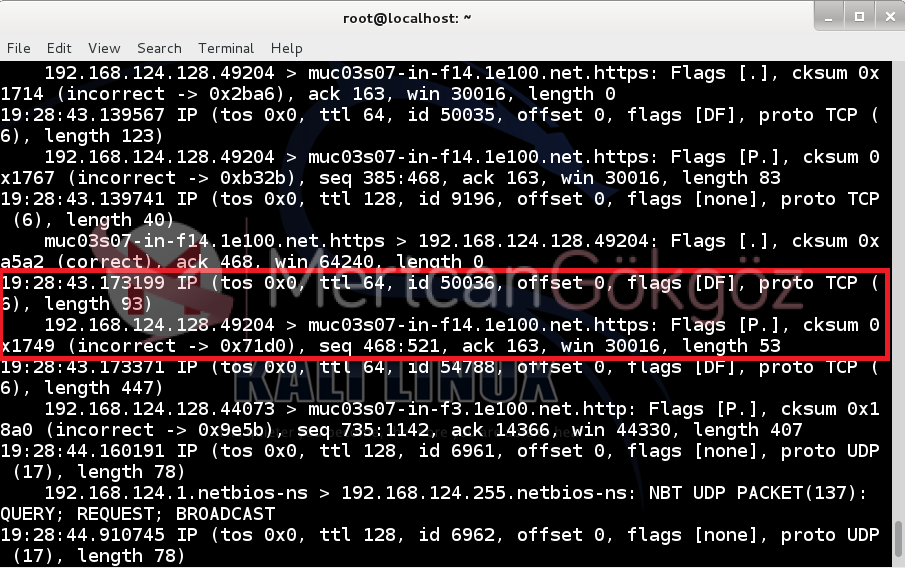 root@localhost: ~
File Edit View Search Terminal Help
192.168.124.128.49204 > muc03s07-in-f14.1e100.net.https: Flags [.], cksum 0x
1714 (incorrect -> 0x2ba6), ack 163, win 30016, length 0
19:28:43.139567 IP (tos 0x0, ttl 64, id 50035, offset 0, flags [DF], proto TCP (
6), length 123)
192.168.124.128.49204 > muc03s07-in-f14.1e100.net.https: Flags [P.], cksum 0
x1767 (incorrect -> 0xb32b), seq 385:468, ack 163, win 30016, length 83
19:28:43.139741 IP (tos 0x0, ttl 128, id 9196, offset 0, flags [none], proto TCP
(6), length 40)
muc03s07-in-f14.1e100.net.https > 192.168.124.128.49204: Flags [.], cksum 0x
a5a2 (correct), ack 468, win 64240, length 0
19:28:43.173199 IP (tos 0x0, ttl 64, id 50036, offset 0, flags [DF], proto TCP (
6), length 93)
MertcanGökgöz
192.168.124.128.49204 > muc03s07-in-f14.1e100.net.https: Flags [P.], cksum 0
x1749 (incorrect -> 0x71d0), seq 468:521, ack 163, win 30016, length 53
19:28:43.173371 IP (tos 0x0, ttl 64, id 54788, offset 0, flags [DF], proto TCP (
6), length 447)
KALI LINUX
192.168.124.128.44073 > muc03s07-in-f3.1e100.net.http: Flags [P.], cksum 0x1
8a0 (incorrect -> 0x9e5b), seq 735:1142, ack 14366, win 44330, length 407
19:28:44.160191 IP (tos 0x0, ttl 128, id 6961, offset 0, flags [none], proto UDP
(17), length 78)
192.168.124.1.netbios-ns > 192.168.124.255.netbios-ns: NBT UDP PACKET(137):
QUERY; REQUEST; BROADCAST
19:28:44.910745 IP (tos 0x0, ttl 128, id 6962, offset 0, flags [none], proto UDP
(17), length 78)